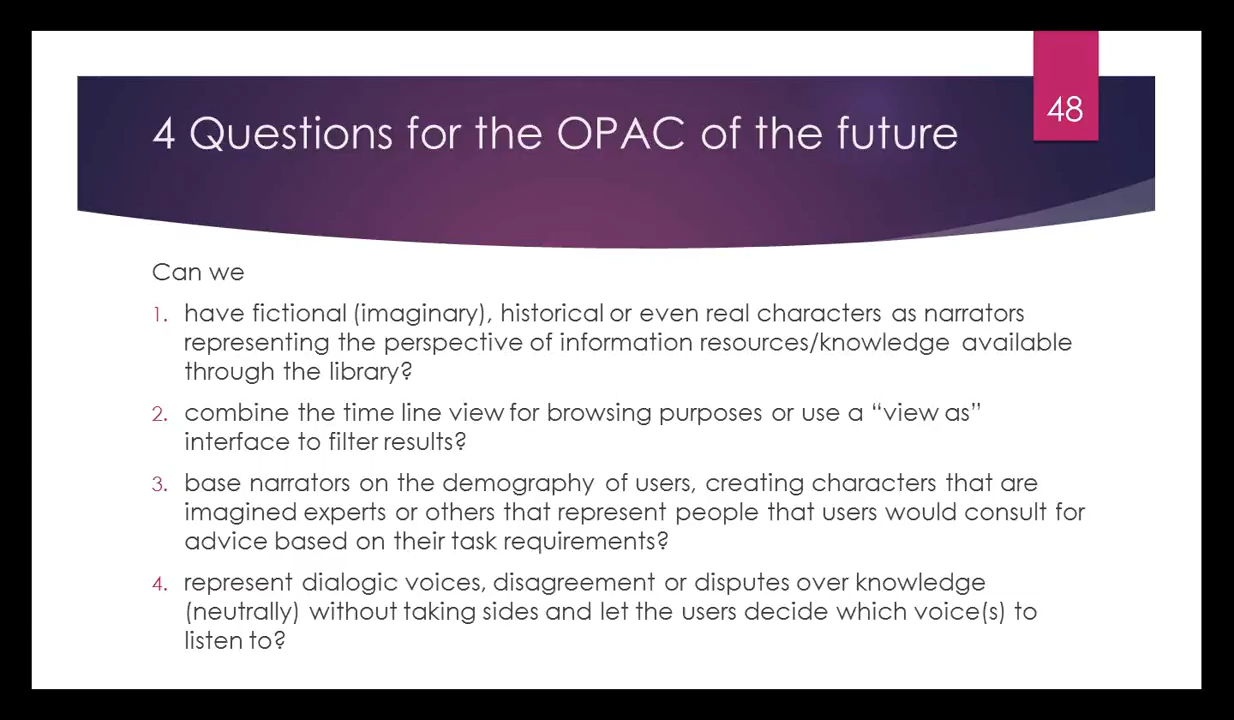 48
4 Questions for the OPAC of the future
Can we
1. have fictional (imaginary), historical or even real characters as narrators
representing the perspective of information resources/knowledge available
through the library?
2. combine the time line view for browsing purposes or use a “view as”
interface to filter results?
3. base narrators on the demography of users, creating characters that are
imagined experts or others that represent people that users would consult for
advice based on their task requirements?
4. represent dialogic voices, disagreement or disputes over knowledge
(neutrally) without taking sides and let the users decide which voice(s) to
listen to?